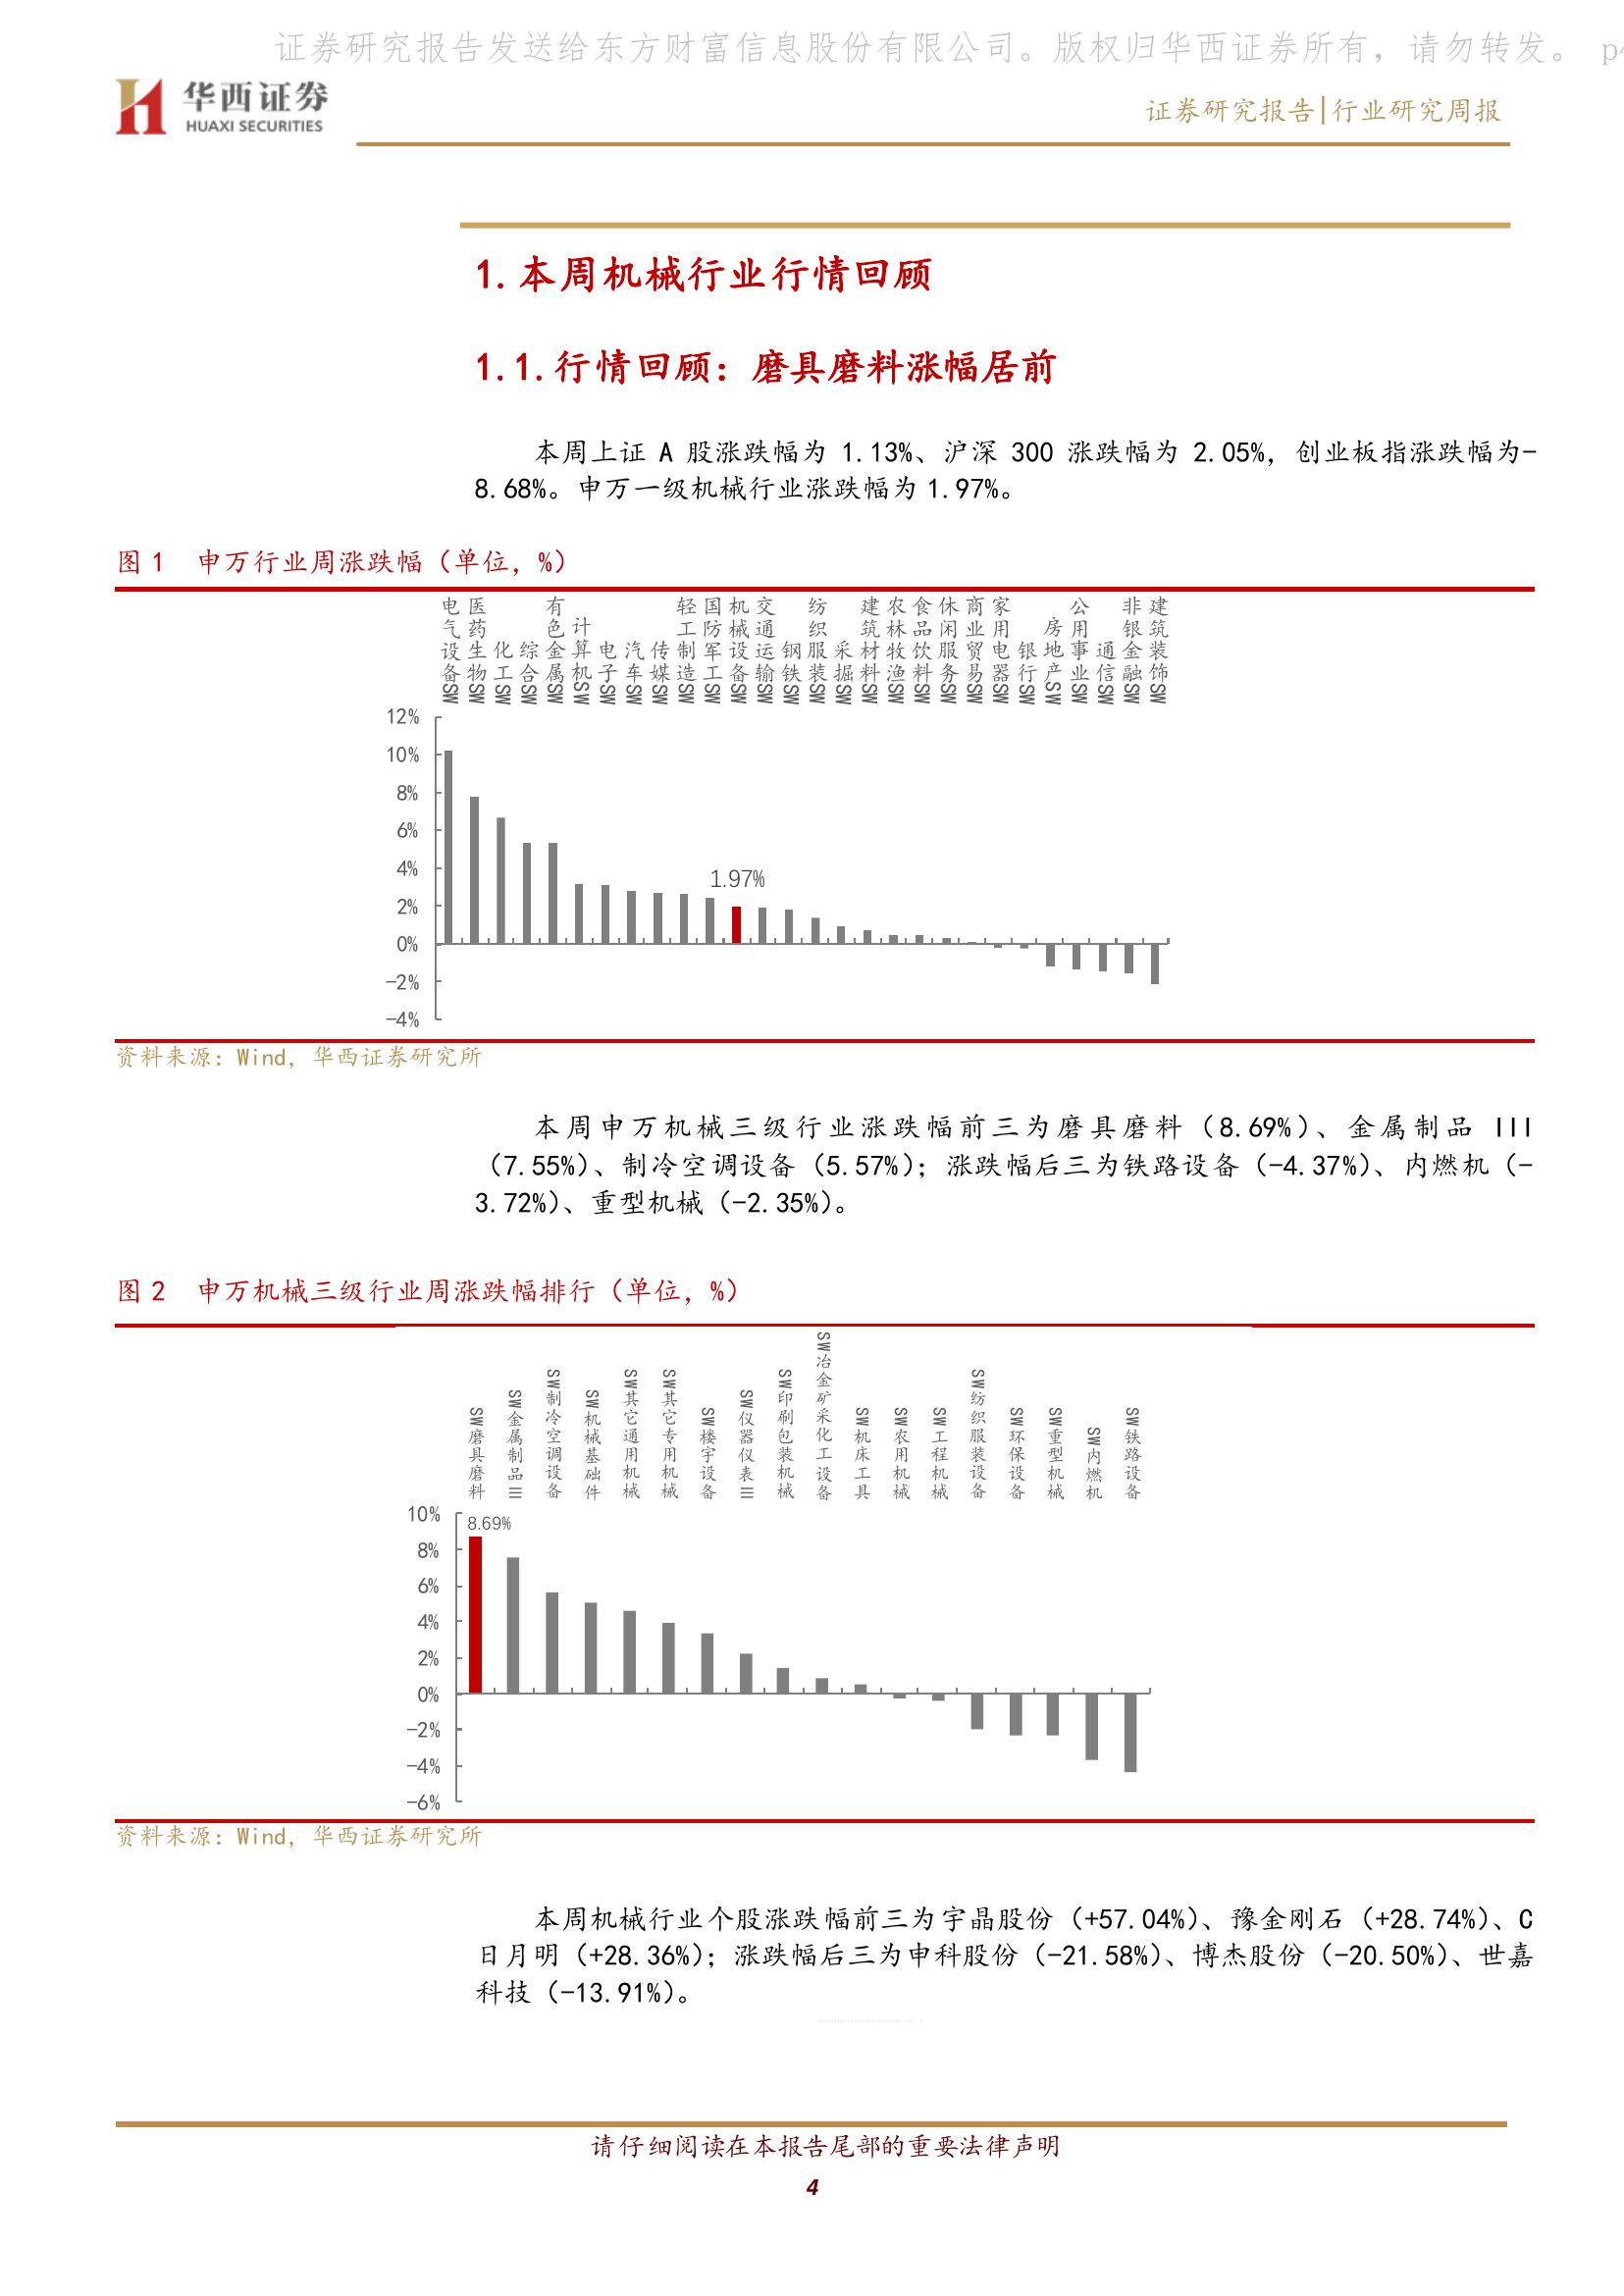 证券研究报告发送给东方财富信息股份有限公司。版权归华西证券所有，请勿转发。 p4
华西证券
HUAXI SECURITIES
证券研究报告|行业研究周报
1.本周机械行业行情回顾
1.1.行情回顾：磨具磨料涨幅居前
本周上证 A 股涨跌幅为 1.13%、沪深 300 涨跌幅为 2.05%，创业板指涨跌幅为-
8.68%。申万一级机械行业涨跌幅为 1.97%。
图 1 申万行业周涨跌幅（单位，%）
电气设备SW
医药生物SW
化工SW
综合SW
有色金属SW
计算机SW
电子SW
汽车SW
传媒SW
轻工制造SW
国防军工SW
机械设备SW
交通运输SW
钢铁SW
纺织服装SW
采掘SW
建筑材料SW
农林牧渔SW
食品饮料SW
休闲服务SW
商业贸易SW
家用电器SW
银行SW
房地产SW
公用事业SW
通信SW
非银金融SW
建筑装饰SW
12%
10%
8%
6%
4%
2%
0%
-2%
-4%
1.97%
资料来源：Wind，华西证券研究所
本周申万机械三级行业涨跌幅前三为磨具磨料（8.69%）、金属制品 III
（7.55%）、制冷空调设备（5.57%）；涨跌幅后三为铁路设备（-4.37%）、内燃机（-
3.72%）、重型机械（-2.35%）。
图 2 申万机械三级行业周涨跌幅排行（单位，%）
SW磨具磨料
SW金属制品Ⅲ
SW制冷空调设备
SW机械基础件
SW其它通用机械
SW其它专用机械
SW楼宇设备
SW仪器仪表Ⅲ
SW印刷包装机械
SW冶金矿采化工设备
SW机床工具
SW农用机械
SW工程机械
SW纺织服装设备
SW环保设备
SW重型机械
SW内燃机
SW铁路设备
10%
8%
6%
4%
2%
0%
-2%
-4%
-6%
8.69%
资料来源：Wind，华西证券研究所
本周机械行业个股涨跌幅前三为宇晶股份（+57.04%）、豫金刚石（+28.74%）、C
日月明（+28.36%）；涨跌幅后三为申科股份（-21.58%）、博杰股份（-20.50%）、世嘉
科技（-13.91%）。
请仔细阅读在本报告尾部的重要法律声明
4